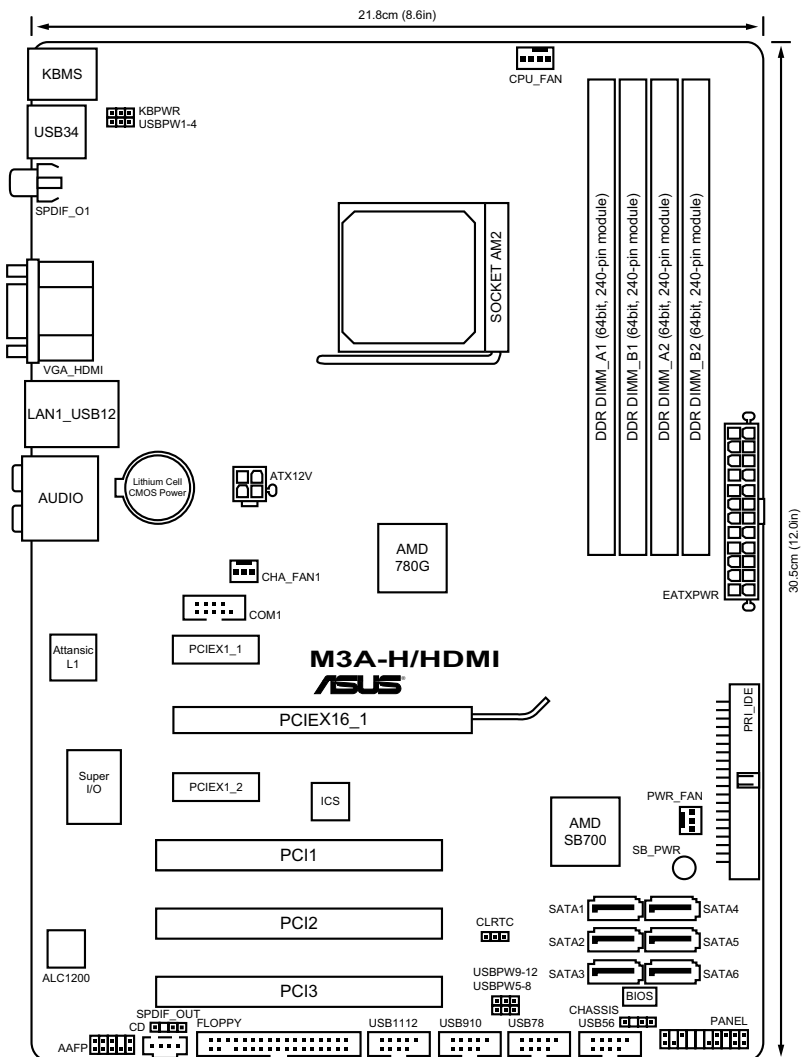 21.8cm (8.6in)
KBMS
CPU_FAN
KBPWR
USBPW1-4
USB34
SPDIF_O1
SOCKET AM2
DDR DIMM_A1 (64bit, 240-pin module)
DDR DIMM_B1 (64bit, 240-pin module)
DDR DIMM_A2 (64bit, 240-pin module)
DDR DIMM_B2 (64bit, 240-pin module)
VGA_HDMI
LAN1_USB12
AUDIO
Lithium Cell
CMOS Power
ATX12V
AMD
780G
30.5cm (12.0in)
CHA_FAN1
EATXPWR
COM1
Attansic
L1
PCIEX1_1
M3A-H/HDMI
ASUS
PCIEX16_1
PRI_IDE
Super
I/O
PCIEX1_2
ICS
AMD
SB700
PWR_FAN
SB_PWR
PCI1
SATA1
SATA4
PCI2
CLRTC
SATA2
SATA5
ALC1200
USBPW9-12
USBPW5-8
SATA3
SATA6
PCI3
BIOS
SPDIF_OUT
CHASSIS
CD
FLOPPY
USB1112
USB910
USB78
USB56
PANEL
AAFP